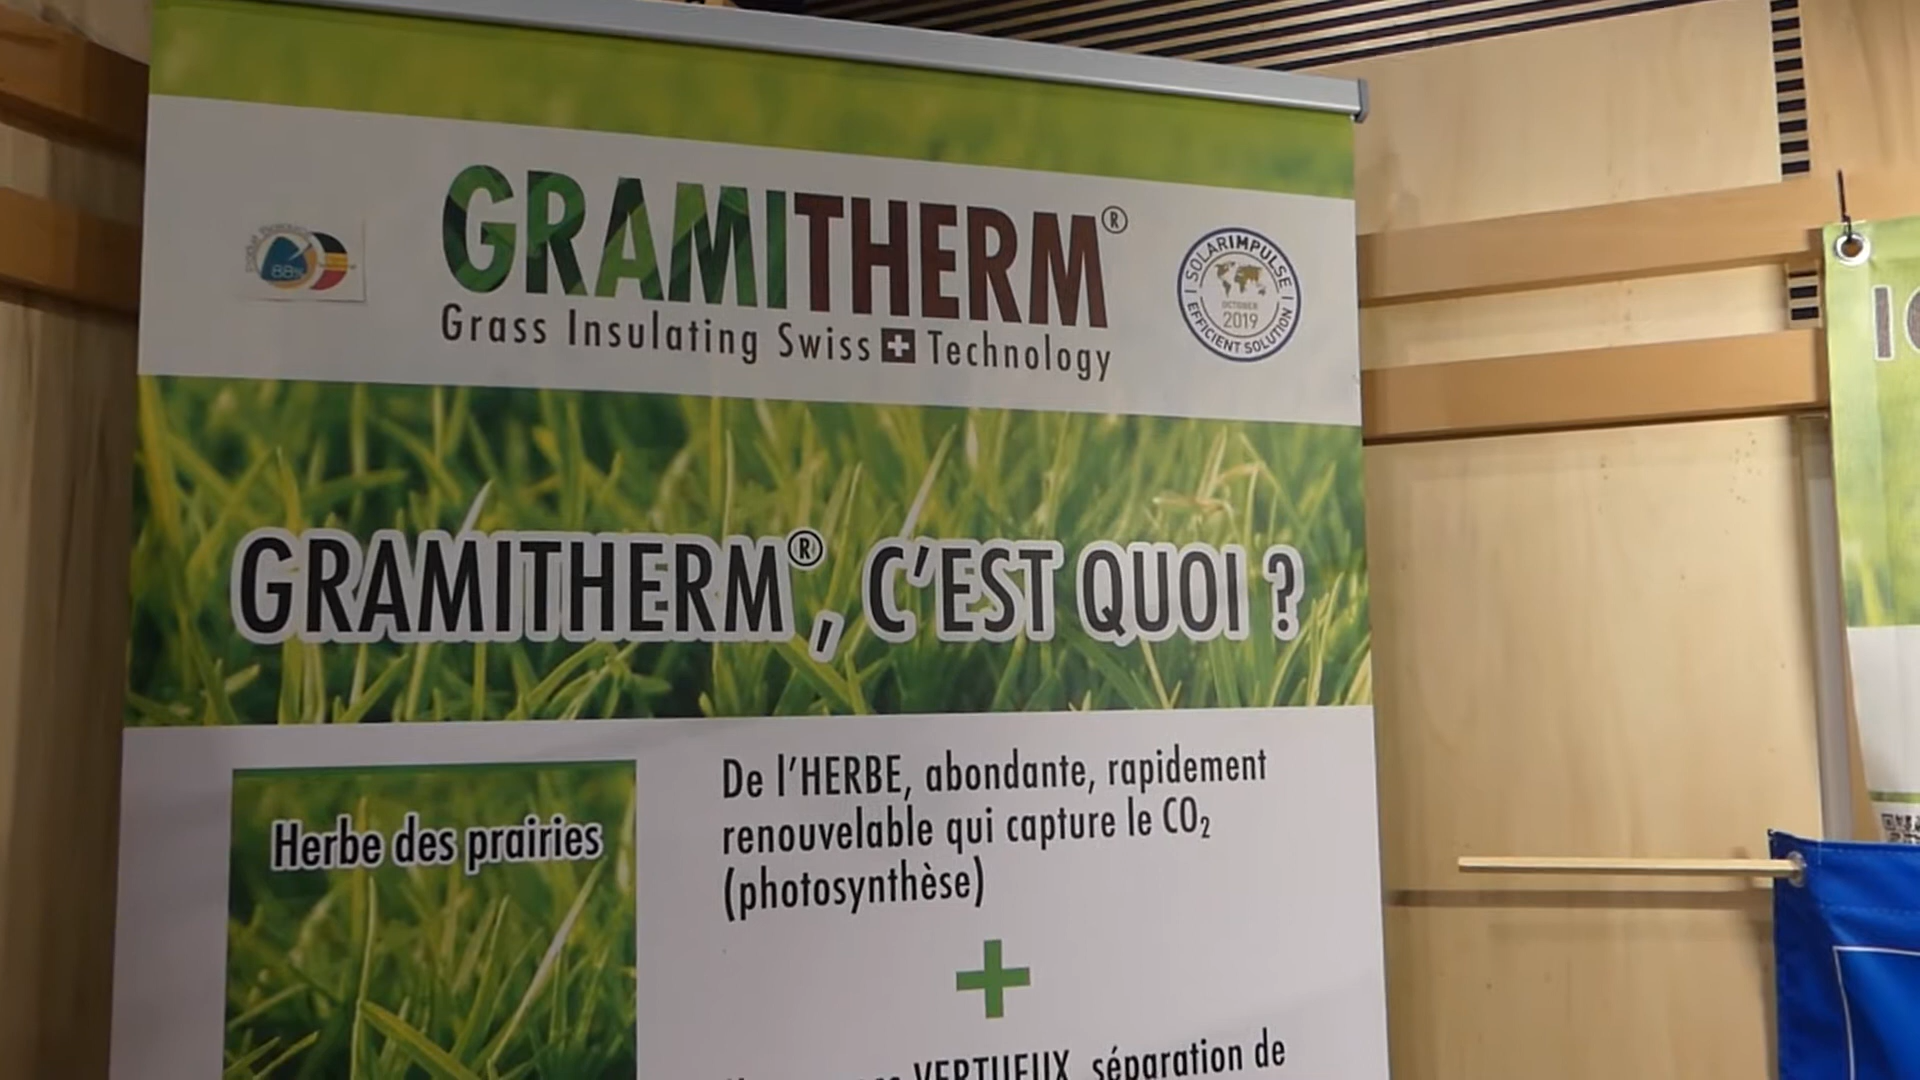 GRAMITHERM®
Grass Insulating Swiss Technology
88%
SOLARIMPULSE
OCTOBER
2019
EFFICIENT SOLUTION
GRAMITHERM®, C'EST QUOI ?
Herbe des prairies
De l'HERBE, abondante, rapidement
renouvelable qui capture le CO₂
(photosynthèse)
+
VERTUEUX, séparation de